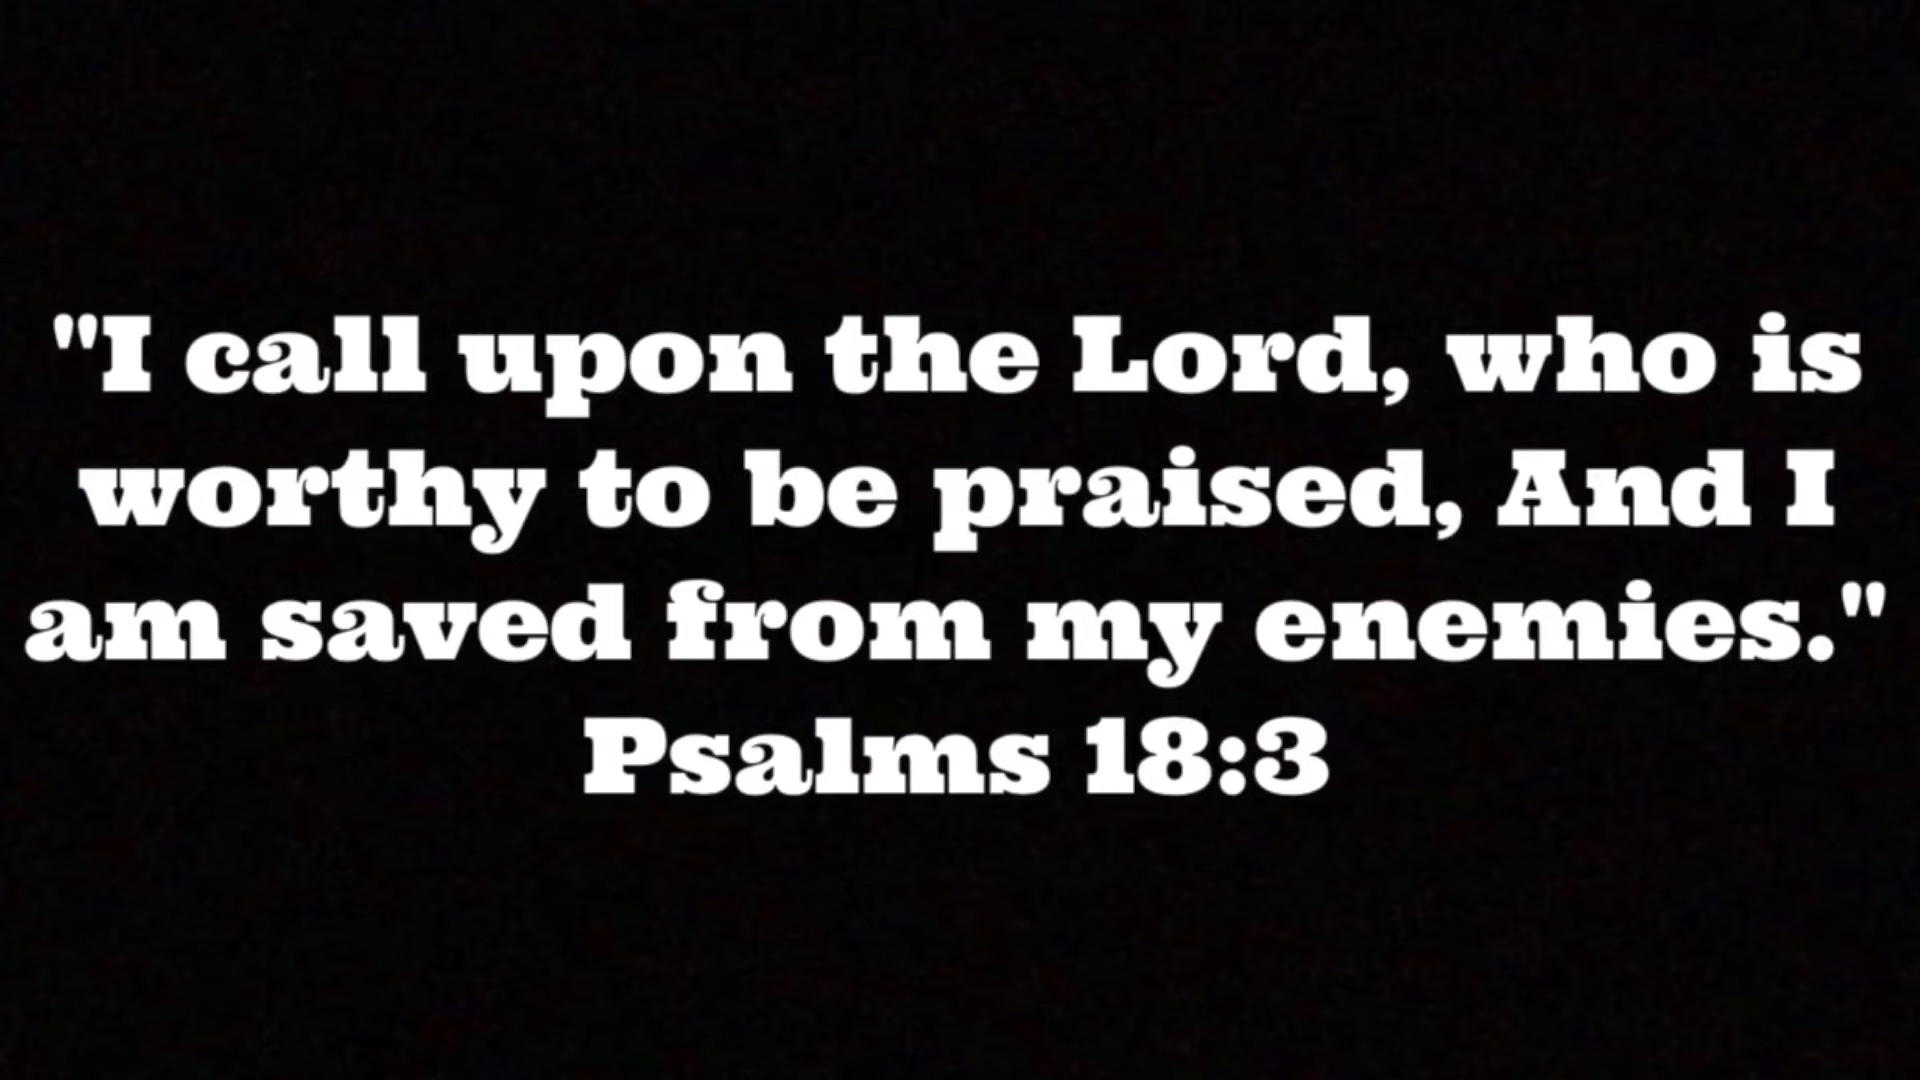 "I call upon the Lord, who is
worthy to be praised, And I
am saved from my enemies."
Psalms 18:3